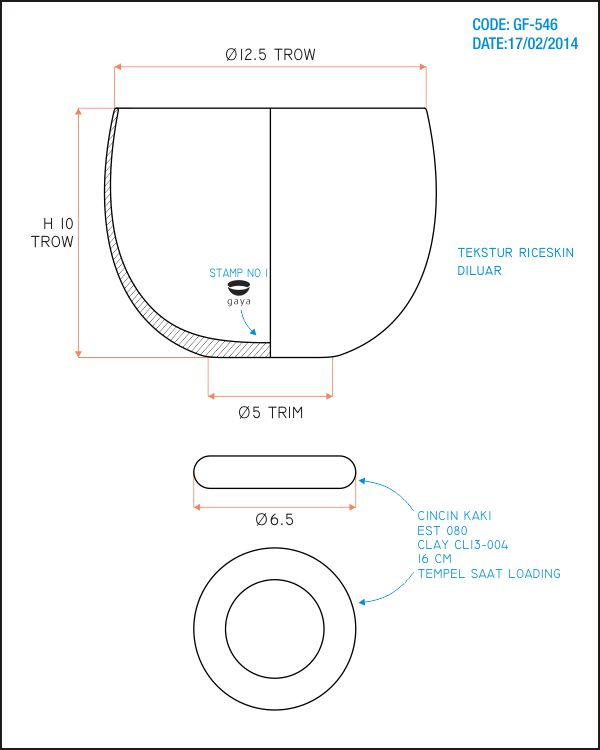 CODE: GF-546
DATE:17/02/2014
Ø12.5 TROW
H 10
TROW
TEKSTUR RICESKIN
DILUAR
STAMP NO 1
gaya
Ø5 TRIM
Ø6.5
CINCIN KAKI
EST 080
CLAY CL13-004
16 CM
TEMPEL SAAT LOADING